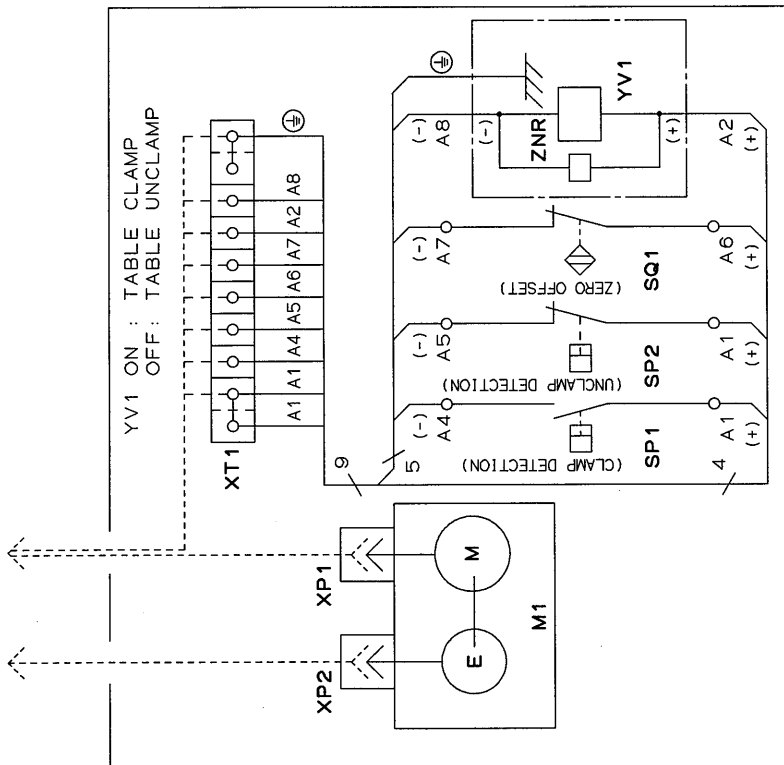 YV1 ON : TABLE CLAMP
OFF : TABLE UNCLAMP
XT1
A1
A1
A4
A5
A6
A7
A2
A8
9
5
4
(-)
A4
(CLAMP DETECTION)
SP1
A1
(+)
(-)
A5
(UNCLAMP DETECTION)
SP2
A1
(+)
(-)
A7
(ZERO OFFSET)
SQ1
A6
(+)
(-)
A8
(-)
ZNR
YV1
(+)
A2
(+)
XP1
XP2
M
E
M1